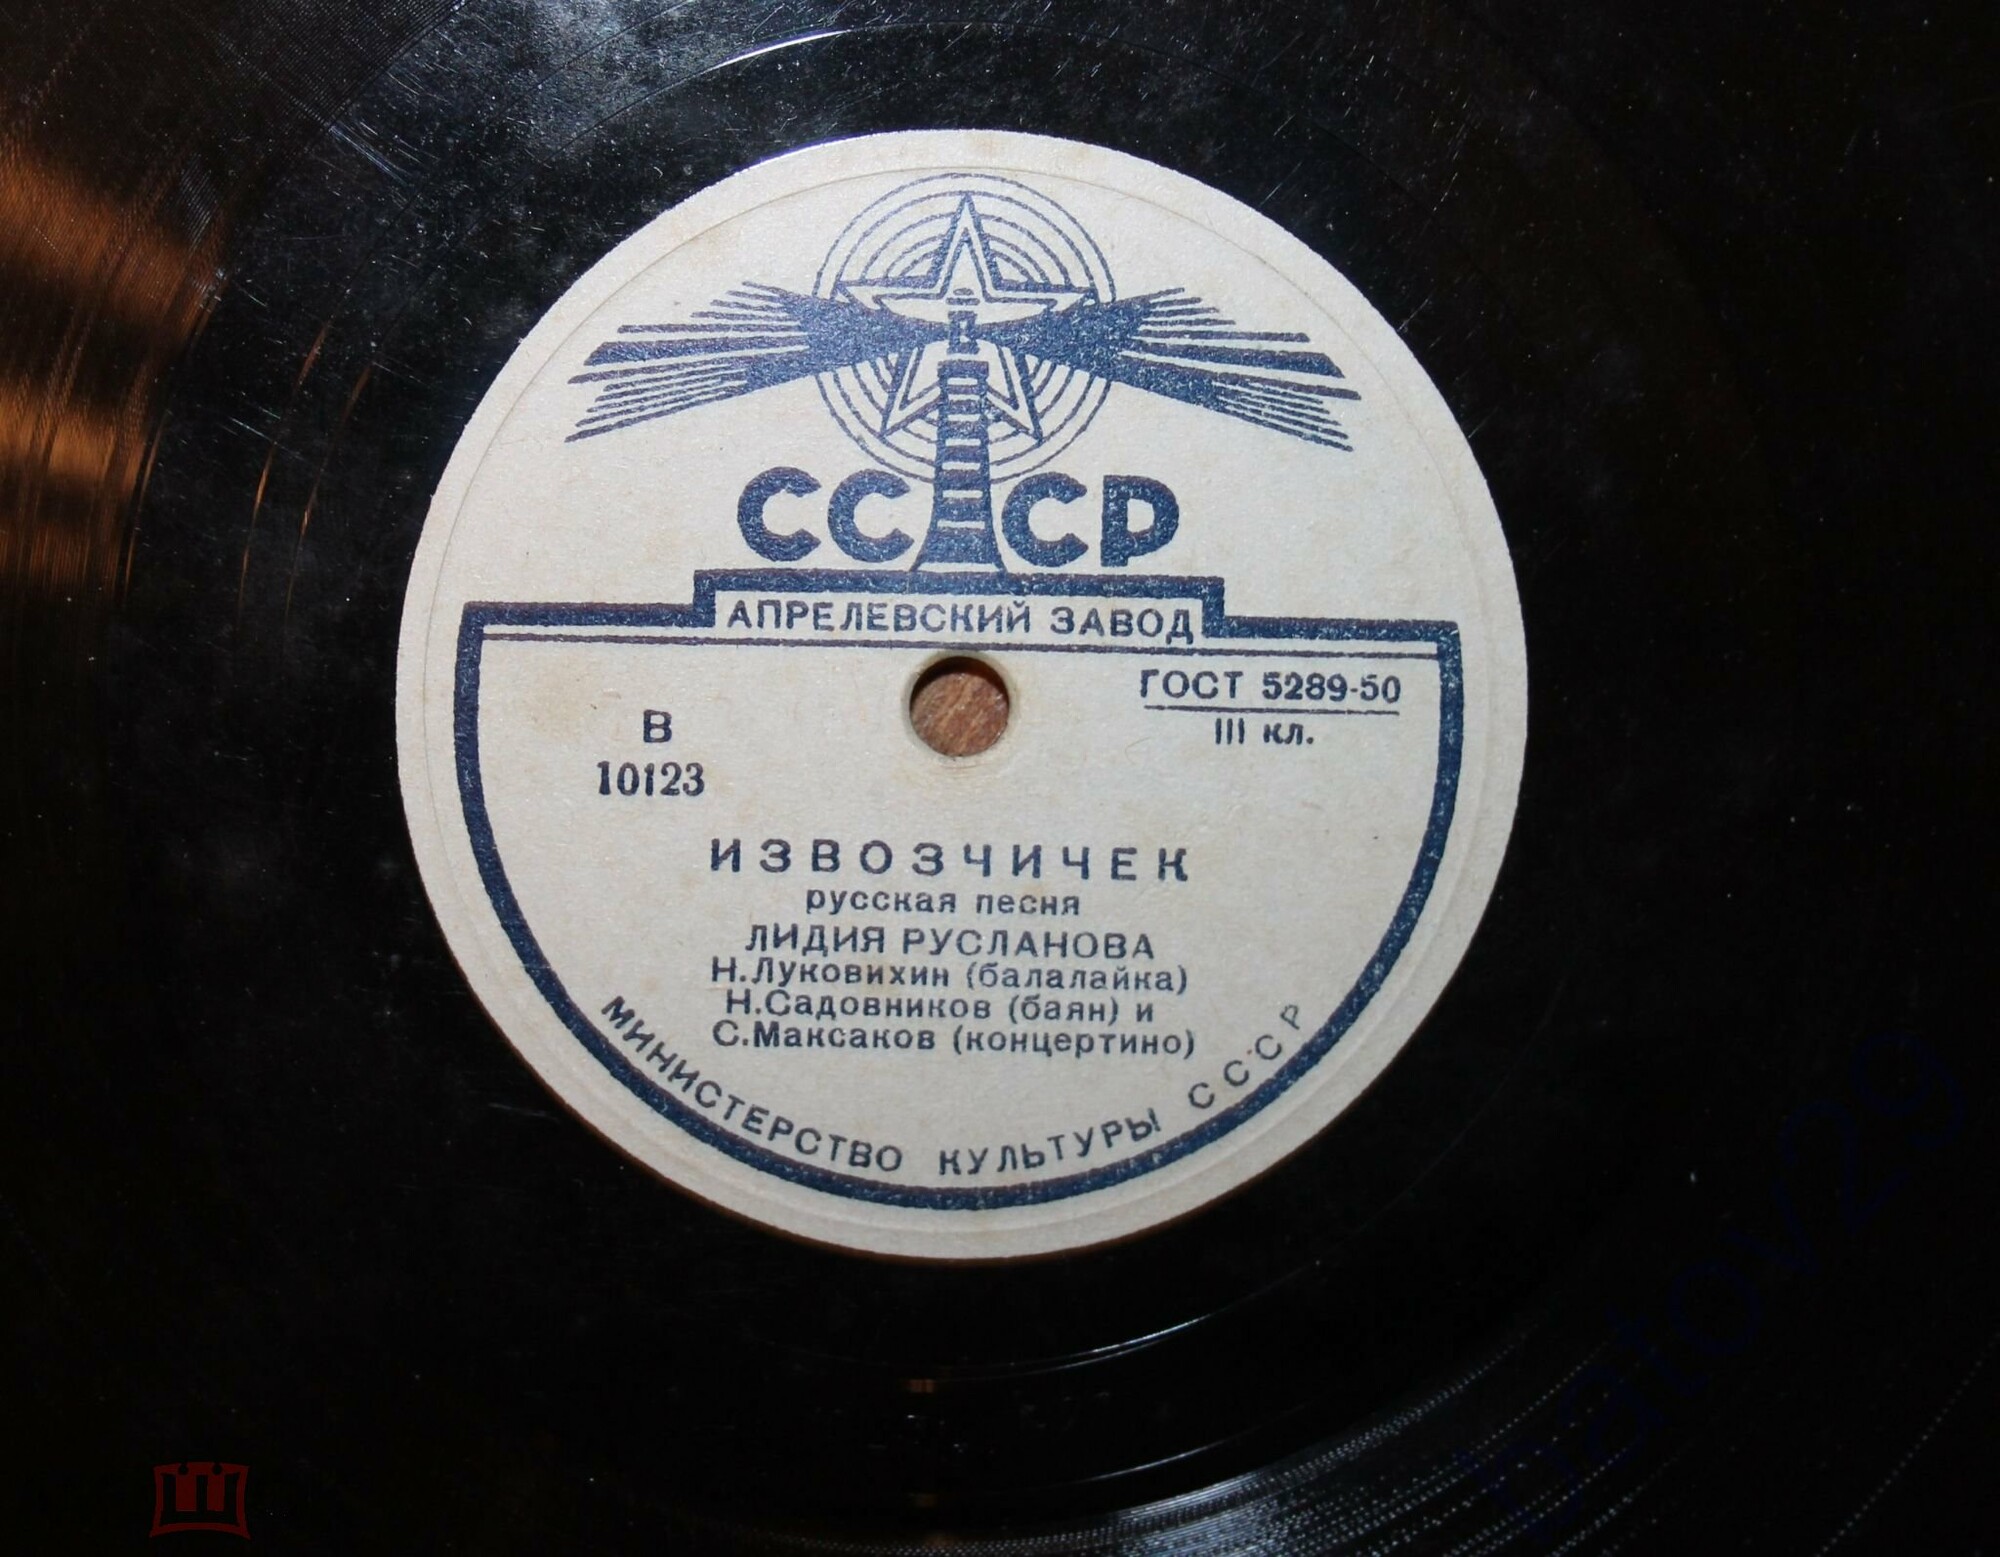 СССР
АПРЕЛЕВСКИЙ ЗАВОД
ГОСТ 5289-50
III кл.
В
10123
ИЗВОЗЧИЧЕК
русская песня
ЛИДИЯ РУСЛАНОВА
Н.Луковихин (балалайка)
Н.Садовников (баян) и
С.Максаков (концертино)
МИНИСТЕРСТВО КУЛЬТУРЫ СССР